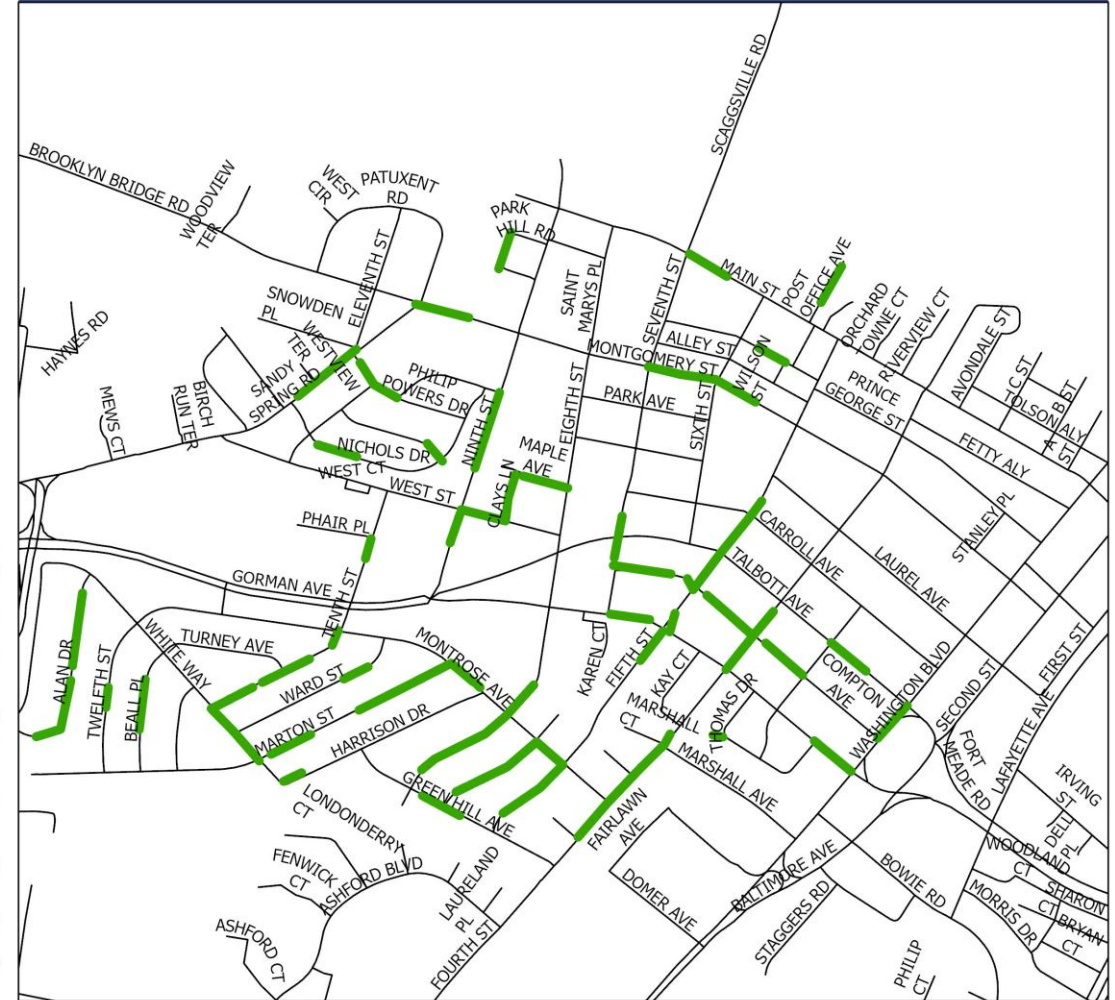 SCAGGSVILLE RD
BROOKLYN BRIDGE RD
WOODVIEW
TER
WEST
CIR
PATUXENT
RD
PARK
HILL RD
ELEVENTH ST
SAINT
MARYS PL
SEVENTH ST
MAIN ST
POST
OFFICE AVE
ORCHARD
TOWNE CT
RIVERVIEW CT
AVONDALE ST
C ST
B ST
TOLSON ALY
A
ST
SNOWDEN
PL
HAYNES RD
WESTVIEW
TER
SANDY
SPRING RD
PHILIP
POWERS DR
ALLEY ST
MONTGOMERY ST
WILSON
ST
PRINCE
GEORGE ST
PARK AVE
SIXTH ST
EIGHTH ST
NINTH ST
MEWS CT
BIRCH
RUN TER
NICHOLS DR
WEST CT
WEST ST
CLAYS LN
MAPLE
AVE
FETTY ALY
STANLEY PL
PHAIR PL
CARROLL AVE
LAUREL AVE
TALBOTT AVE
GORMAN AVE
TENTH ST
TURNEY AVE
WHITE WAY
MONTROSE AVE
WARD ST
MARTON ST
HARRISON DR
ALAN DR
TWELFTH ST
BEALL PL
KAREN CT
FIFTH ST
KAY CT
MARSHALL
CT
THOMAS DR
COMPTON
AVE
WASHINGTON BLVD
SECOND ST
FIRST ST
LAFAYETTE AVE
FORT
MEADE RD
MARSHALL AVE
GREEN HILL AVE
LONDONDERRY
CT
FAIRLAWN
AVE
IRVING
ST
DELL
PL
WOODLAND
CT
SHARON
CT
BRYAN
CT
MORRIS DR
BOWIE RD
BALTIMORE AVE
STAGGERS RD
DOMER AVE
FENWICK
CT
ASHFORD BLVD
LAURELAND
PL
FOURTH ST
ASHFORD CT
PHILIP
CT